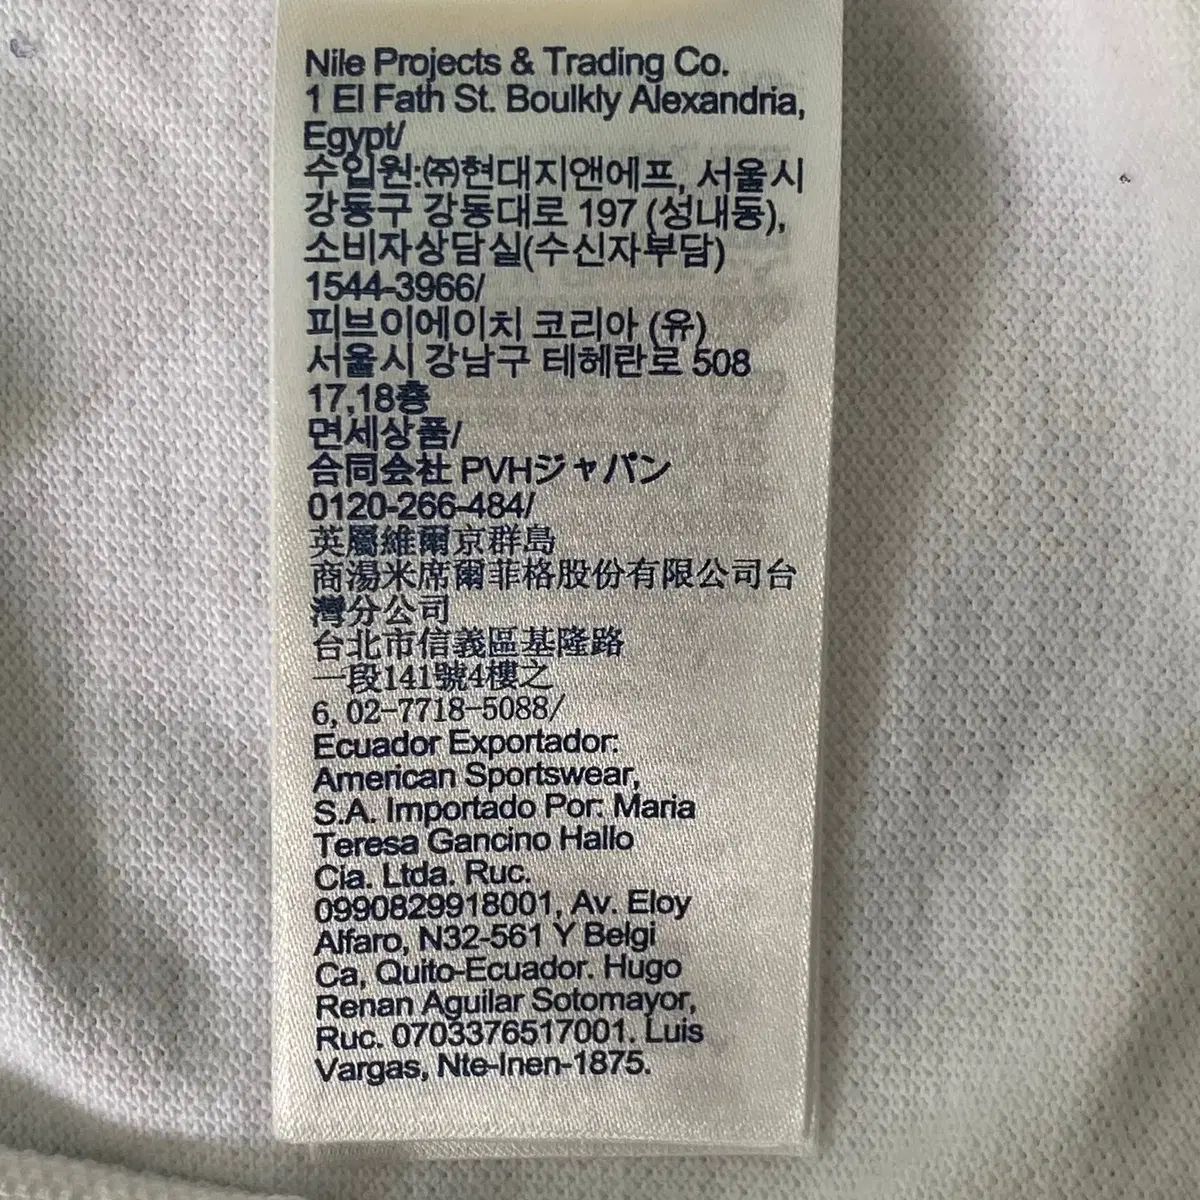 Nile Projects & Trading Co.
1 El Fath St. Boulkly Alexandria,
Egypt/
수입원:㈜현대지앤에프, 서울시
강동구 강동대로 197 (성내동),
소비자상담실(수신자부담)
1544-3966/
피브이에이치 코리아 (유)
서울시 강남구 테헤란로 508
17,18층
면세상품/
合同会社 PVHジャパン
0120-266-484/
英屬維爾京群島
商湯米席爾菲格股份有限公司台
灣分公司
台北市信義區基隆路
一段141號4樓之
6, 02-7718-5088/
Ecuador Exportador:
American Sportswear,
S.A. Importado Por: Maria
Teresa Gancino Hallo
Cia. Ltda. Ruc.
0990829918001, Av. Eloy
Alfaro, N32-561 Y Belgi
Ca, Quito-Ecuador. Hugo
Renan Aguilar Sotomayor,
Ruc. 0703376517001. Luis
Vargas, Nte-Inen-1875.